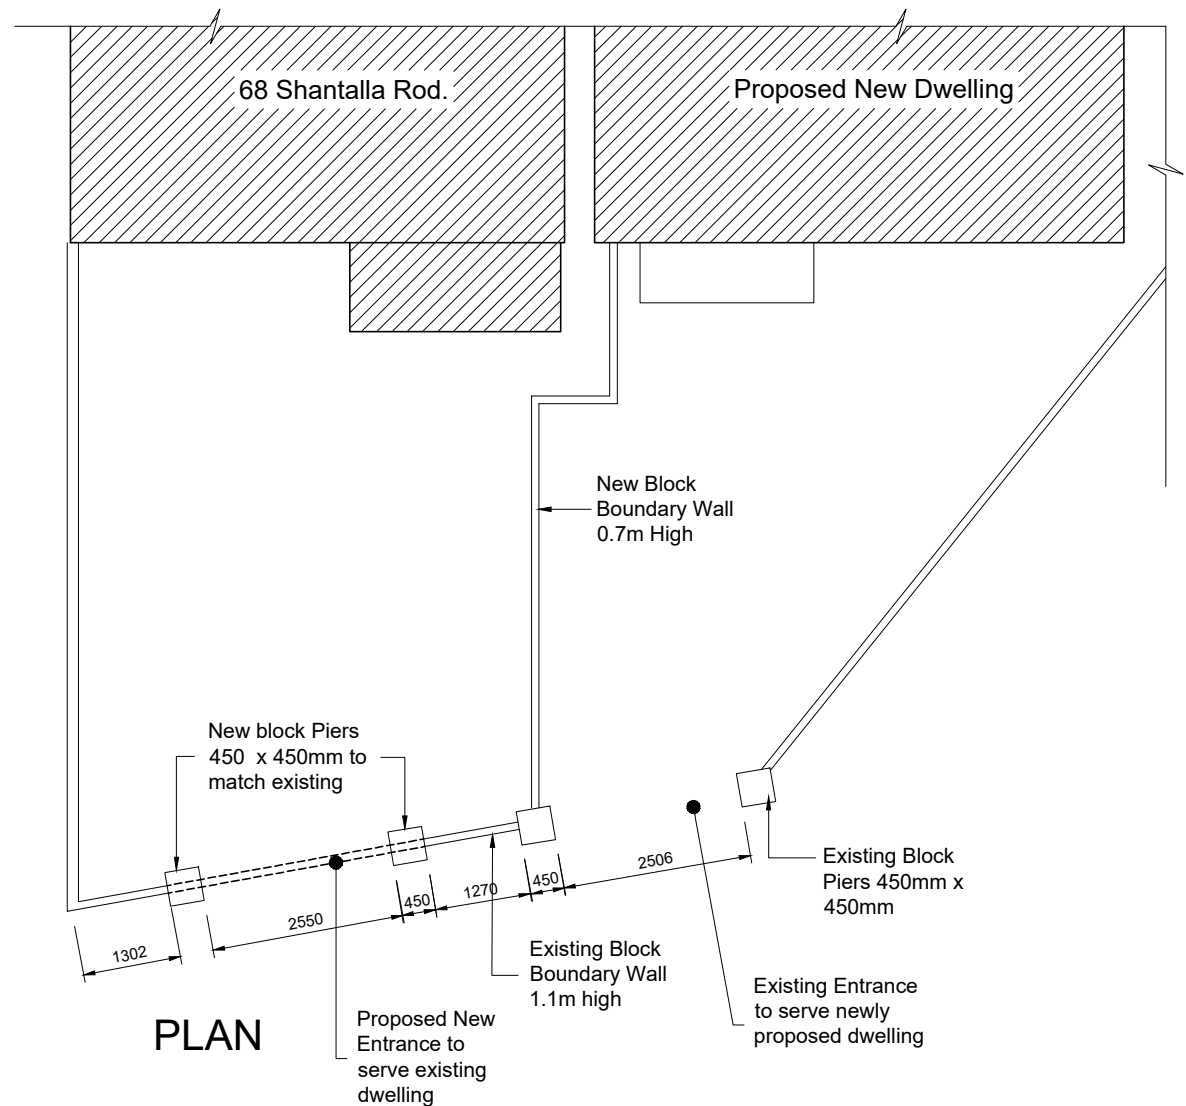 68 Shantalla Rod.
Proposed New Dwelling
New Block
Boundary Wall
0.7m High
New block Piers
450 x 450mm to
match existing
2506
450
1270
450
2550
1302
Existing Block
Piers 450mm x
450mm
Existing Block
Boundary Wall
1.1m high
Existing Entrance
to serve newly
proposed dwelling
Proposed New
Entrance to
serve existing
dwelling
PLAN